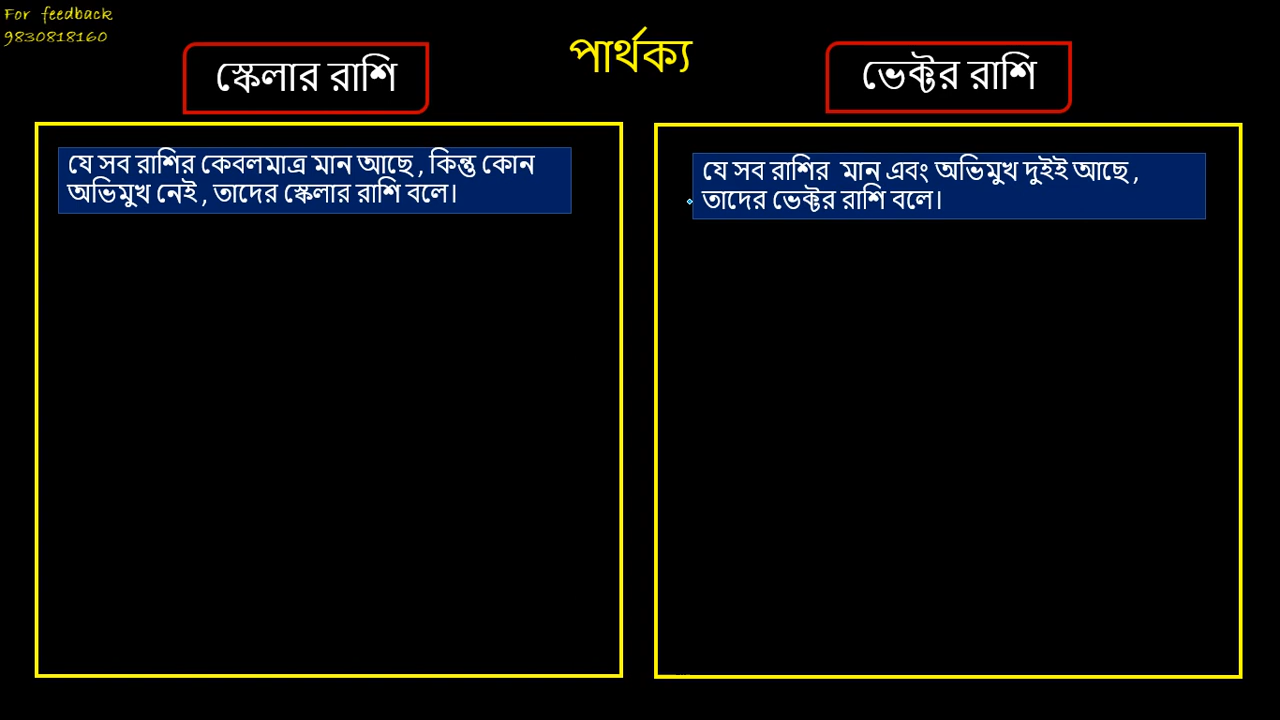 For feedback
9830818160
পার্থক্য
স্কেলার রাশি
ভেক্টর রাশি
যে সব রাশির কেবলমাত্র মান আছে , কিন্তু কোন
অভিমুখ নেই , তাদের স্কেলার রাশি বলে।
যে সব রাশির মান এবং অভিমুখ দুইই আছে ,
তাদের ভেক্টর রাশি বলে।